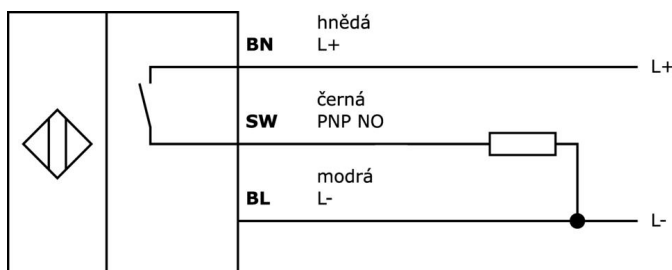 hnědá
BN L+
L+
černá
SW PNP NO
modrá
BL L-
L-